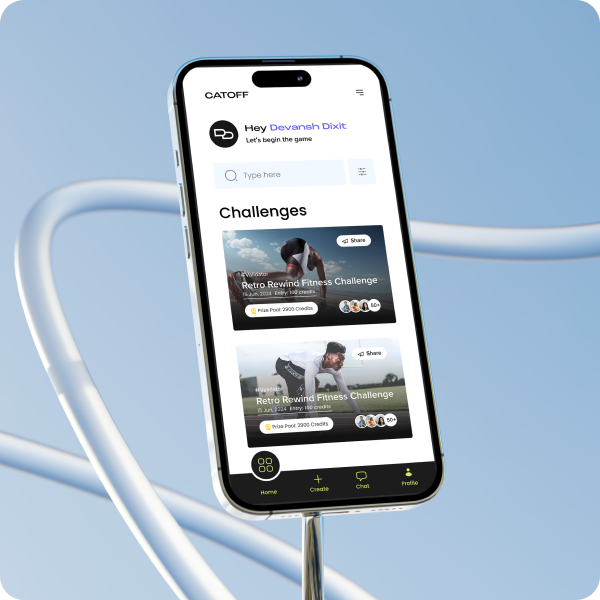 CATOFF
Hey Devansh Dixit
Let's begin the game
Type here
Challenges
Share
Retro Rewind Fitness Challenge
15 Jun, 2024 Entry: 100 credits
Prize Pool: 2900 Credits
50+
Share
Retro Rewind Fitness Challenge
15 Jun, 2024 Entry: 100 credits
Prize Pool: 2900 Credits
50+
Home
Create
Chat
Profile